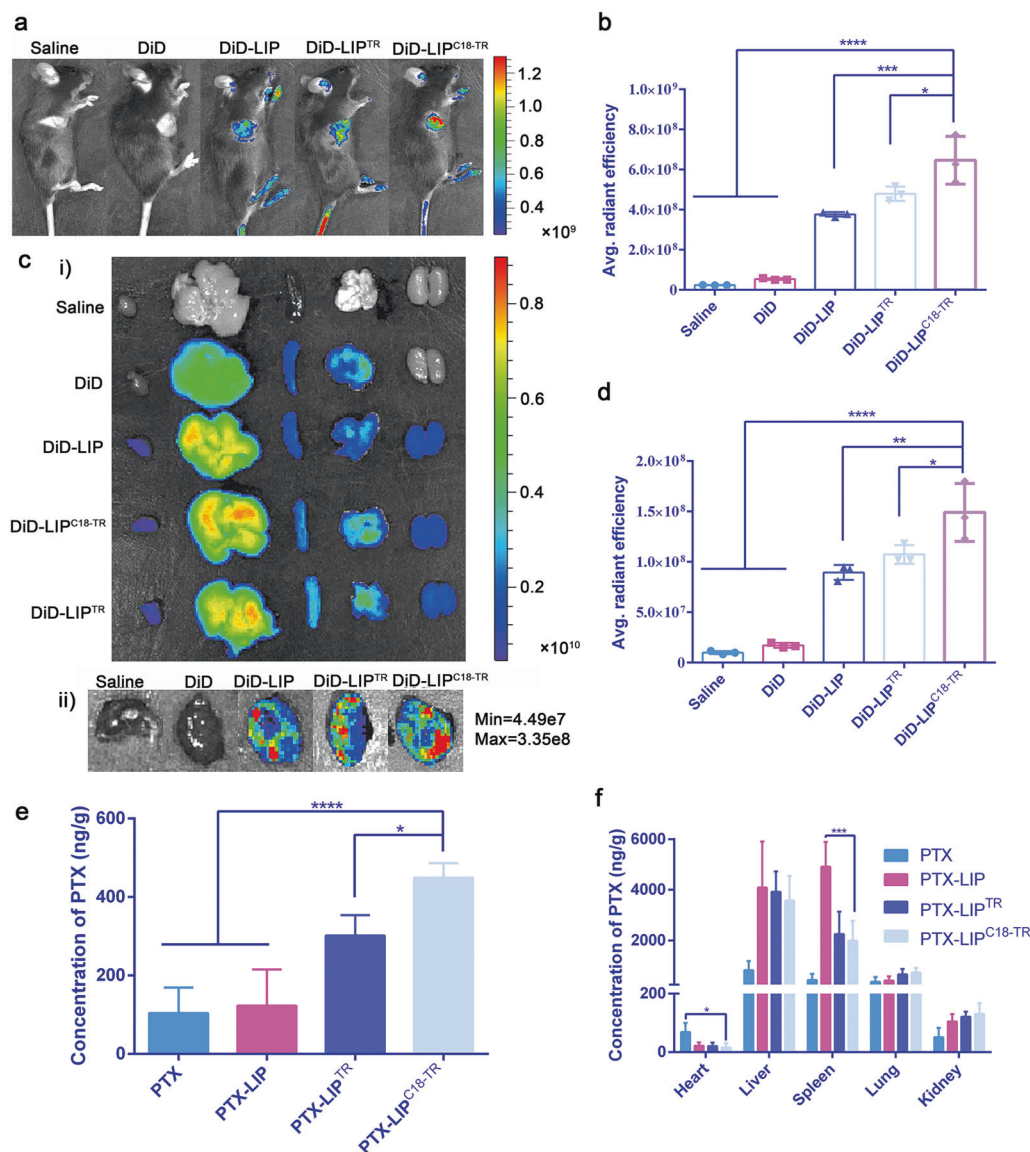 a
Saline DiD DiD-LIP DiD-LIP^TR DiD-LIP^C18-TR
1.2
1.0
0.8
0.6
0.4
×10^9
b
Avg. radiant efficiency
1.0×10^9
8.0×10^8
6.0×10^8
4.0×10^8
2.0×10^8
0
****
***
*
Saline
DiD
DiD-LIP
DiD-LIP^TR
DiD-LIP^C18-TR
c i)
Saline
DiD
DiD-LIP
DiD-LIP^C18-TR
DiD-LIP^TR
0.8
0.6
0.4
0.2
×10^10
ii)
Saline DiD DiD-LIP DiD-LIP^TR DiD-LIP^C18-TR
Min=4.49e7
Max=3.35e8
d
Avg. radiant efficiency
2.0×10^8
1.5×10^8
1.0×10^8
5.0×10^7
0
****
**
*
Saline
DiD
DiD-LIP
DiD-LIP^TR
DiD-LIP^C18-TR
e
Concentration of PTX (ng/g)
600
400
200
0
****
*
PTX
PTX-LIP
PTX-LIP^TR
PTX-LIP^C18-TR
f
Concentration of PTX (ng/g)
6000
4000
2000
200
0
*
***
PTX
PTX-LIP
PTX-LIP^TR
PTX-LIP^C18-TR
Heart
Liver
Spleen
Lung
Kidney